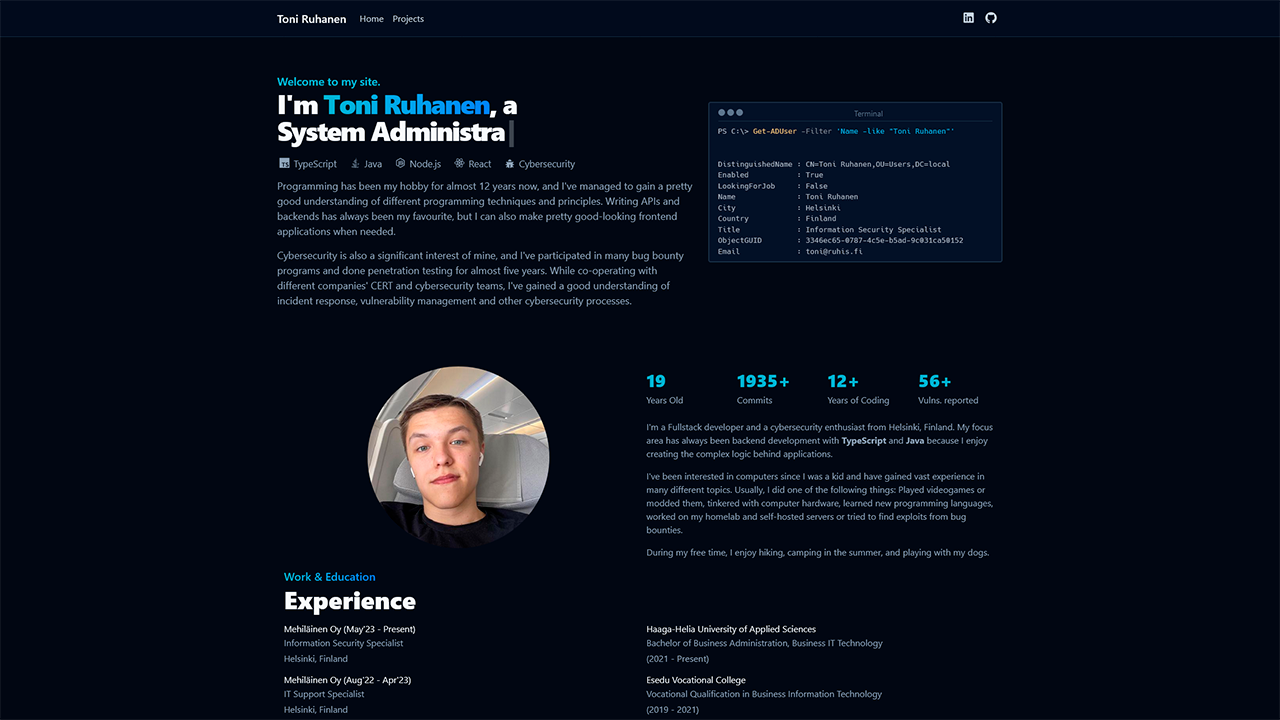 Toni Ruhanen Home Projects
Welcome to my site.
I'm Toni Ruhanen, a
System Administra
TypeScript Java Node.js React Cybersecurity
Programming has been my hobby for almost 12 years now, and I've managed to gain a pretty
good understanding of different programming techniques and principles. Writing APIs and
backends has always been my favourite, but I can also make pretty good-looking frontend
applications when needed.
Cybersecurity is also a significant interest of mine, and I've participated in many bug bounty
programs and done penetration testing for almost five years. While co-operating with
different companies' CERT and cybersecurity teams, I've gained a good understanding of
incident response, vulnerability management and other cybersecurity processes.
Terminal
PS C:\> Get-ADUser -Filter 'Name -like "Toni Ruhanen"'
DistinguishedName : CN=Toni Ruhanen,OU=Users,DC=local
Enabled : True
LookingForJob : False
Name : Toni Ruhanen
City : Helsinki
Country : Finland
Title : Information Security Specialist
ObjectGUID : 3346ec65-0787-4c5e-b5ad-9c031ca50152
Email : toni@ruhis.fi
19 1935+ 12+ 56+
Years Old Commits Years of Coding Vulns. reported
I'm a Fullstack developer and a cybersecurity enthusiast from Helsinki, Finland. My focus
area has always been backend development with TypeScript and Java because I enjoy
creating the complex logic behind applications.
I've been interested in computers since I was a kid and have gained vast experience in
many different topics. Usually, I did one of the following things: Played videogames or
modded them, tinkered with computer hardware, learned new programming languages,
worked on my homelab and self-hosted servers or tried to find exploits from bug
bounties.
During my free time, I enjoy hiking, camping in the summer, and playing with my dogs.
Work & Education
Experience
Mehiläinen Oy (May'23 - Present)
Information Security Specialist
Helsinki, Finland
Mehiläinen Oy (Aug'22 - Apr'23)
IT Support Specialist
Helsinki, Finland
Haaga-Helia University of Applied Sciences
Bachelor of Business Administration, Business IT Technology
(2021 - Present)
Esedu Vocational College
Vocational Qualification in Business Information Technology
(2019 - 2021)